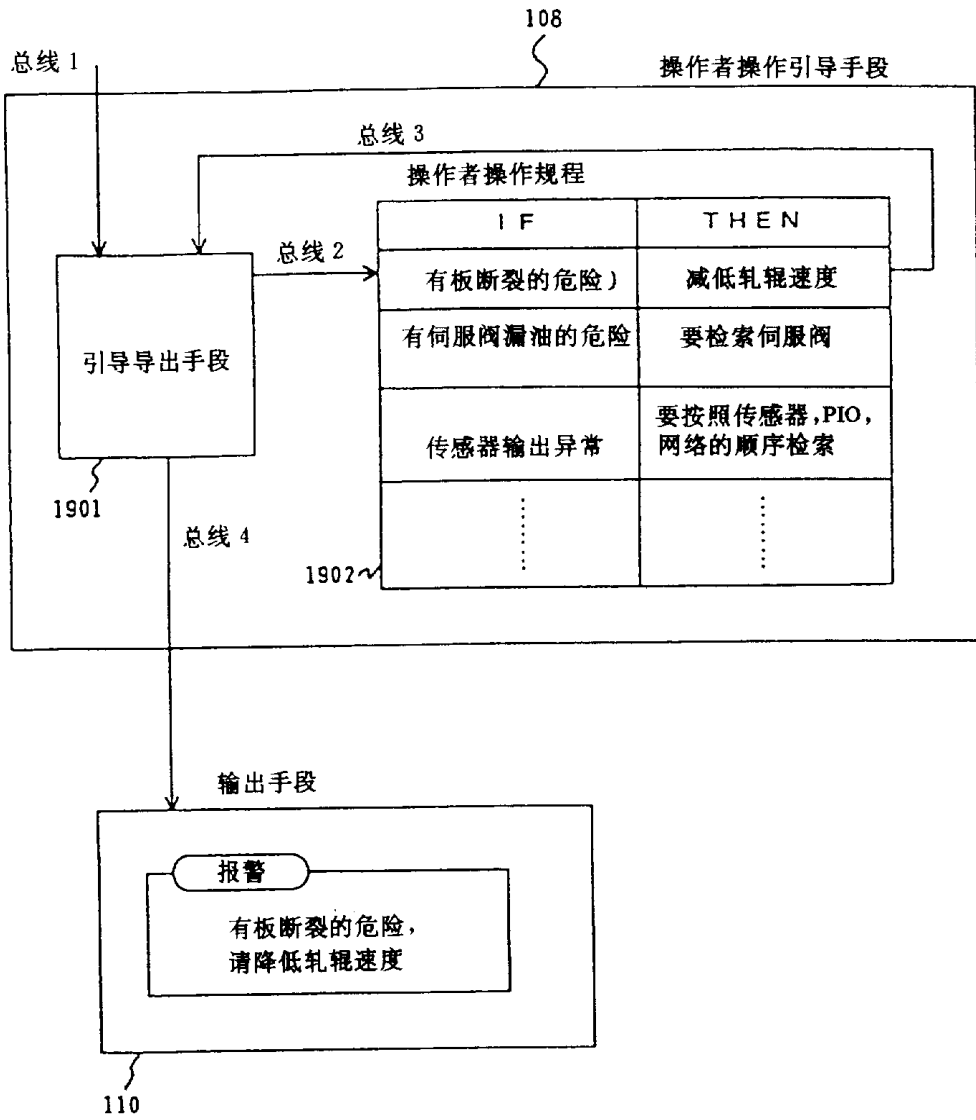 108
总线 1
操作者操作引导手段
总线 3
操作者操作规程
I F
T H E N
总线 2
有板断裂的危险）
减低轧辊速度
有伺服阀漏油的危险
要检索伺服阀
引导导出手段
传感器输出异常
要按照传感器，PIO，
网络的顺序检索
1901
总线 4
1902
输出手段
报警
有板断裂的危险，
请降低轧辊速度
110